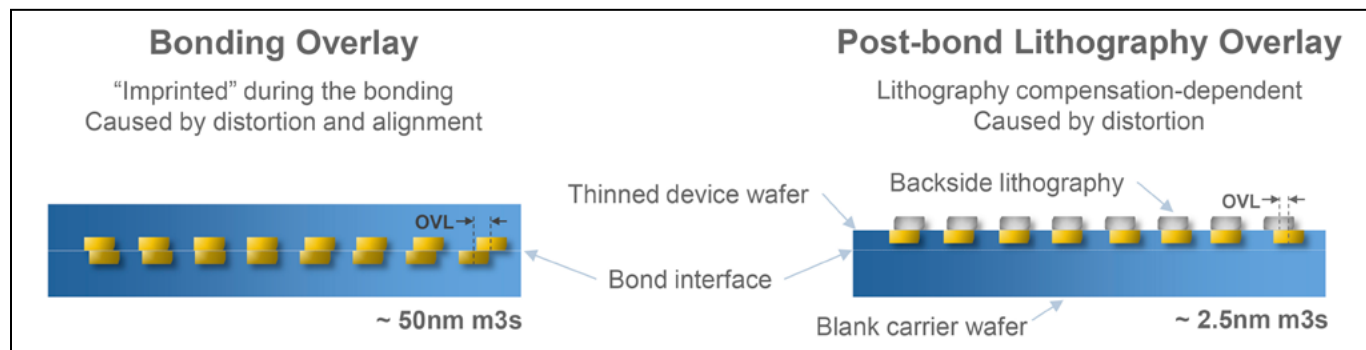 Bonding Overlay
“Imprinted” during the bonding
Caused by distortion and alignment
OVL
~ 50nm m3s
Post-bond Lithography Overlay
Lithography compensation-dependent
Caused by distortion
Thinned device wafer
Backside lithography
OVL
Bond interface
Blank carrier wafer
~ 2.5nm m3s